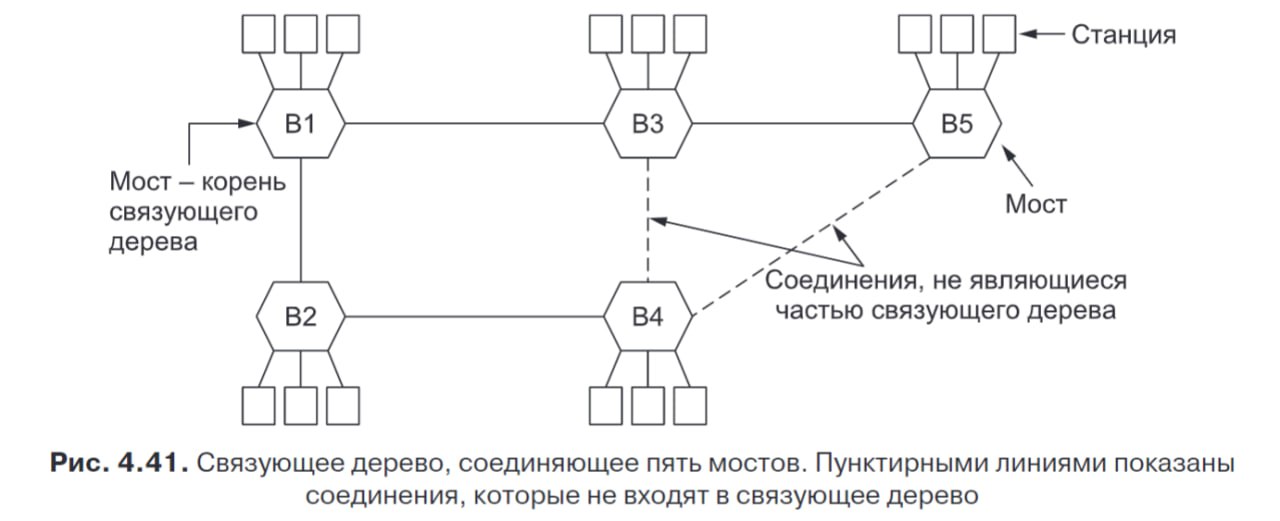 Станция
B1
B3
B5
Мост – корень
связующего
дерева
Мост
Соединения, не являющиеся
частью связующего дерева
B2
B4
Рис. 4.41. Связующее дерево, соединяющее пять мостов. Пунктирными линиями показаны
соединения, которые не входят в связующее дерево